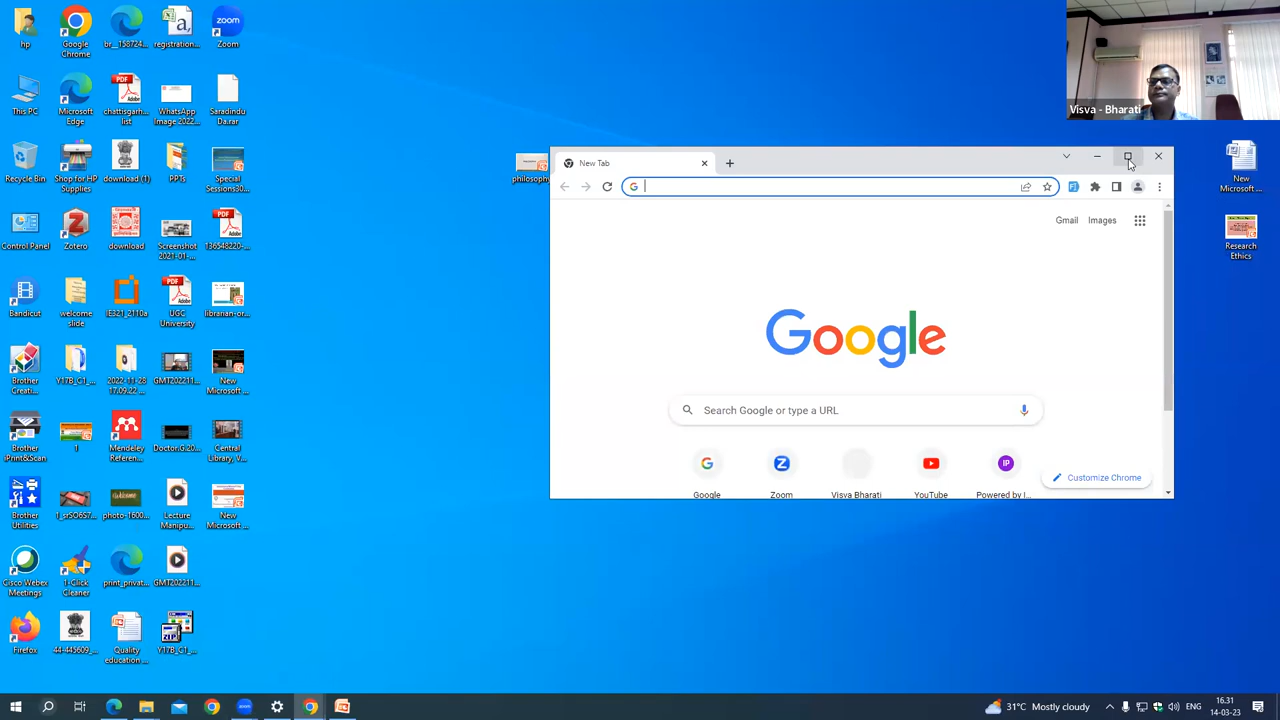 hp
Google
Chrome
br_158724...
registration...
Zoom
This PC
Microsoft
Edge
chattisgarh
list
WhatsApp
Image 2022...
Saradindu
Da.rar
Recycle Bin
Shop for HP
Supplies
download (1)
PPTs
Special
Sessions30...
Control Panel
Zotero
download
Screenshot
2021-01-...
136548220-...
Bandicut
welcome
slide
IE321_2110a
UGC
University
librarian-or...
Brother
Creati...
Y17B_C1_...
2022-11-28
17.09.22 ...
GMT202211...
New
Microsoft ...
Brother
iPrint&Scan
1
Mendeley
Referen...
Doctor.G.20...
Central
Library, V...
Brother
Utilities
1_srSO6S7...
photo-1600...
Lecture
Manipu...
New
Microsoft ...
Cisco Webex
Meetings
1-Click
Cleaner
print_privat...
GMT202211...
Firefox
44-445609_...
Quality
education ...
Y17B_C1_...
philosophy
New Tab
Gmail
Images
Google
Search Google or type a URL
Google
Zoom
Visva Bharati
YouTube
Powered by I...
Customize Chrome
Visva - Bharati
New
Microsoft ...
Research
Ethics
31°C Mostly cloudy
ENG
16.31
14-03-23